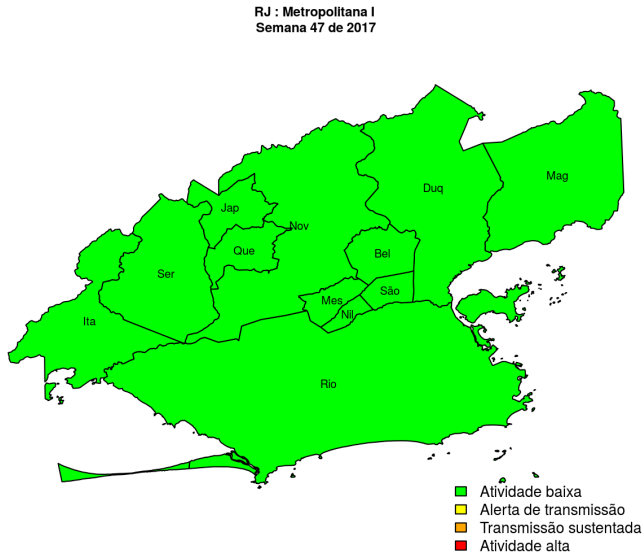 RJ : Metropolitana I
Semana 47 de 2017
Mag
Duq
Jap
Nov
Que
Bel
Ser
São
Mes
Nil
Ita
Rio
Atividade baixa
Alerta de transmissão
Transmissão sustentada
Atividade alta